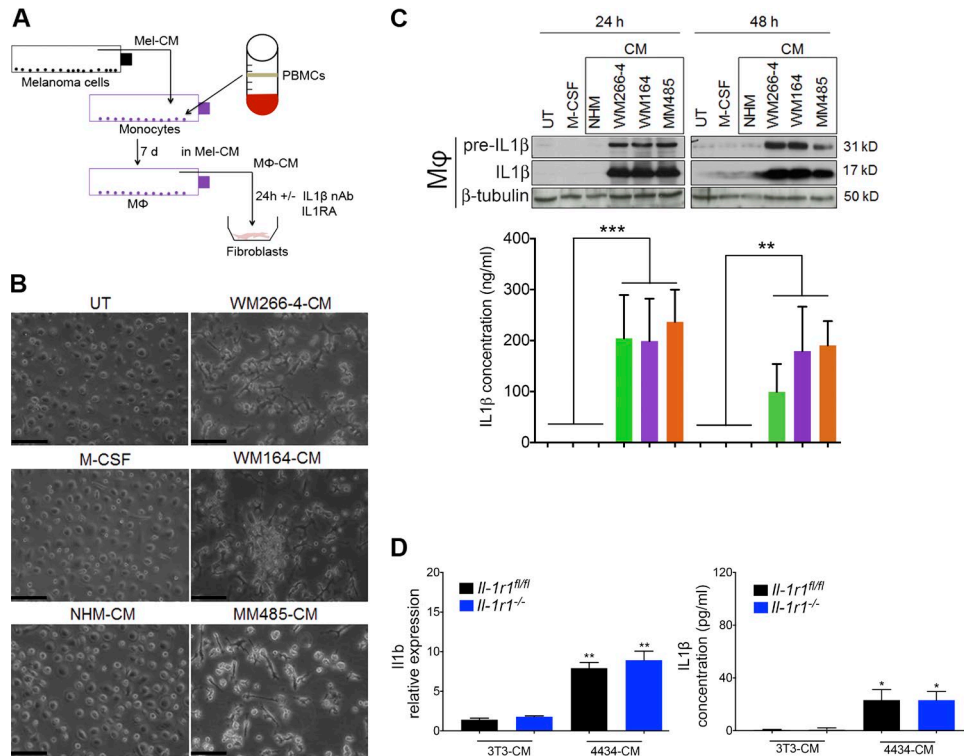 A
Mel-CM
Melanoma cells
PBMCs
Monocytes
7 d
in Mel-CM
MΦ-CM
MΦ
24h +/-
IL1β nAb
IL1RA
Fibroblasts
B
UT
WM266-4-CM
M-CSF
WM164-CM
NHM-CM
MM485-CM
C
24 h
48 h
CM
CM
UT
M-CSF
NHM
WM266-4
WM164
MM485
UT
M-CSF
NHM
WM266-4
WM164
MM485
Mφ
pre-IL1β
31 kD
IL1β
17 kD
β-tubulin
50 kD
IL1β concentration (ng/ml)
400
300
200
100
0
***
**
D
Il1b
relative expression
20
15
10
5
0
Il-1r1fl/fl
Il-1r1-/-
**
**
3T3-CM
4434-CM
IL1β
concentration (pg/ml)
120
80
40
0
Il-1r1fl/fl
Il-1r1-/-
*
*
3T3-CM
4434-CM